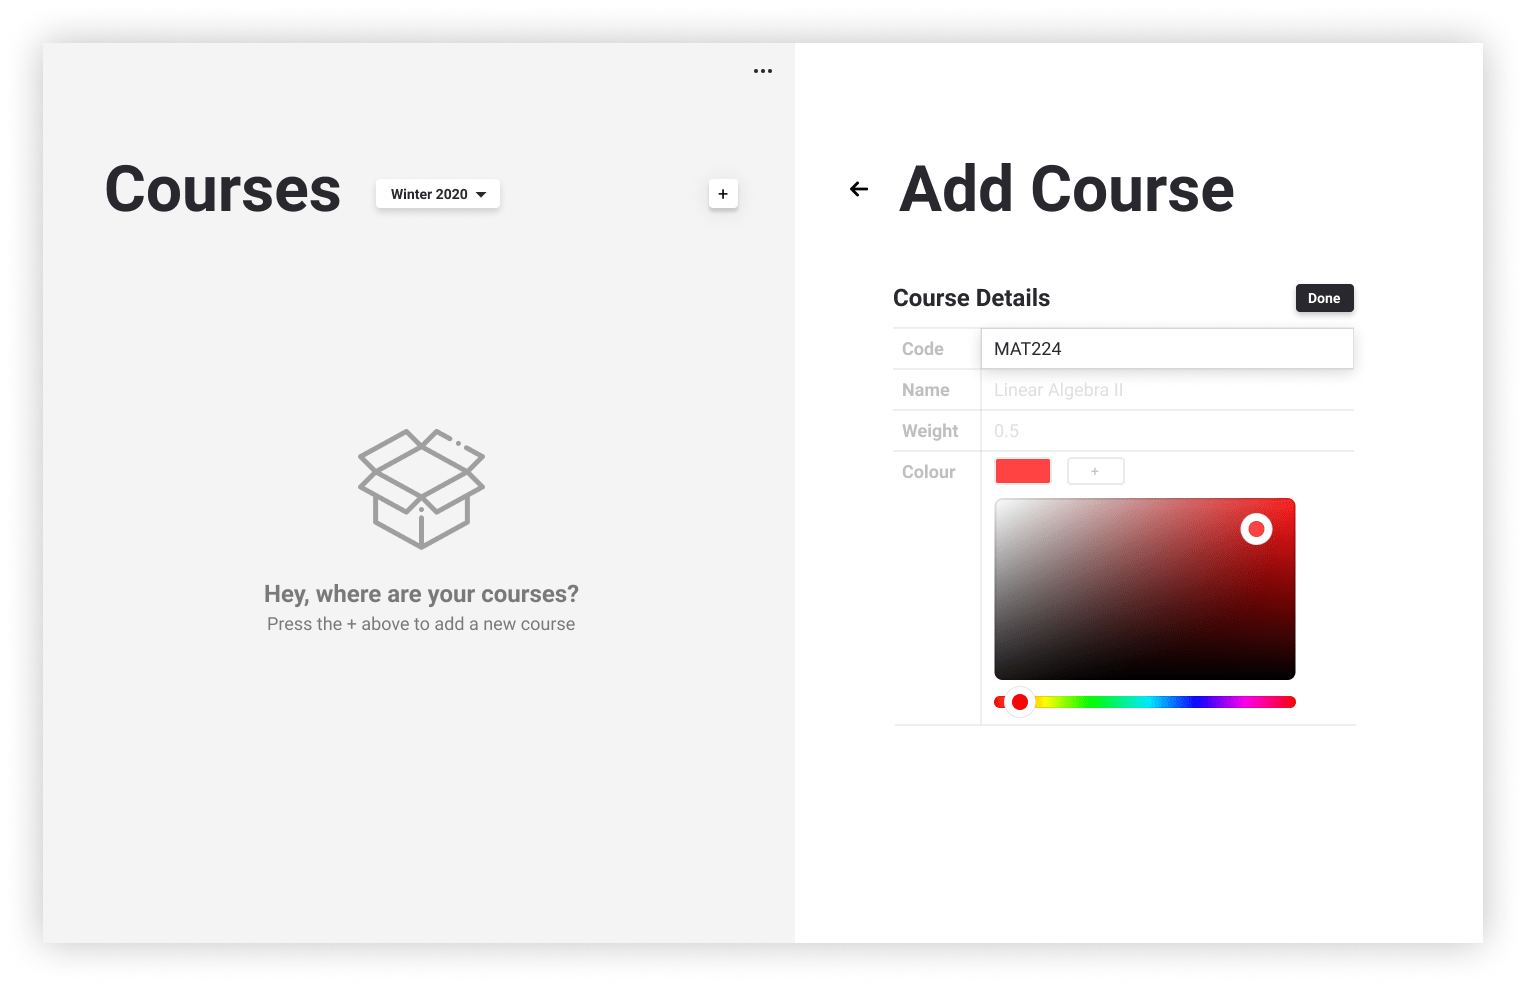 Courses
Winter 2020
+
Hey, where are your courses?
Press the + above to add a new course
Add Course
Course Details
Done
Code
MAT224
Name
Linear Algebra II
Weight
0.5
Colour
+